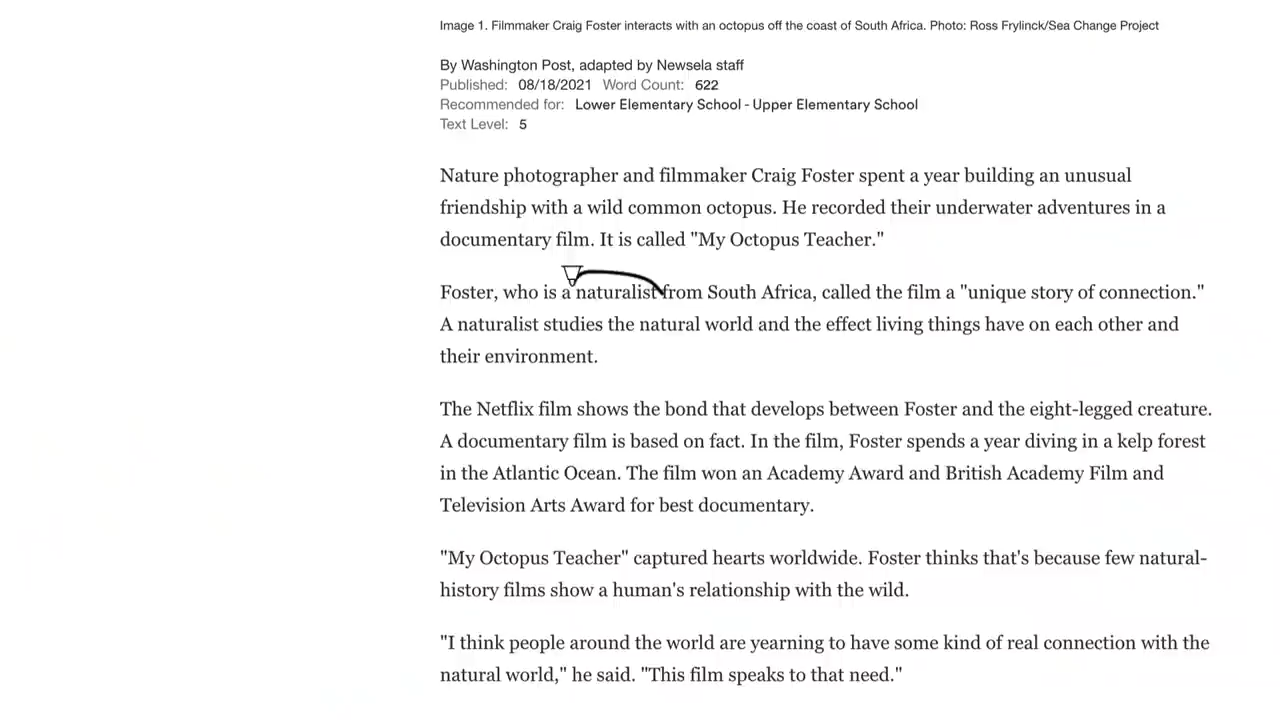 Image 1. Filmmaker Craig Foster interacts with an octopus off the coast of South Africa. Photo: Ross Frylinck/Sea Change Project
By Washington Post, adapted by Newsela staff
Published: 08/18/2021 Word Count: 622
Recommended for: Lower Elementary School - Upper Elementary School
Text Level: 5
Nature photographer and filmmaker Craig Foster spent a year building an unusual
friendship with a wild common octopus. He recorded their underwater adventures in a
documentary film. It is called "My Octopus Teacher."
Foster, who is a naturalist from South Africa, called the film a "unique story of connection."
A naturalist studies the natural world and the effect living things have on each other and
their environment.
The Netflix film shows the bond that develops between Foster and the eight-legged creature.
A documentary film is based on fact. In the film, Foster spends a year diving in a kelp forest
in the Atlantic Ocean. The film won an Academy Award and British Academy Film and
Television Arts Award for best documentary.
"My Octopus Teacher" captured hearts worldwide. Foster thinks that's because few natural-
history films show a human's relationship with the wild.
"I think people around the world are yearning to have some kind of real connection with the
natural world," he said. "This film speaks to that need."